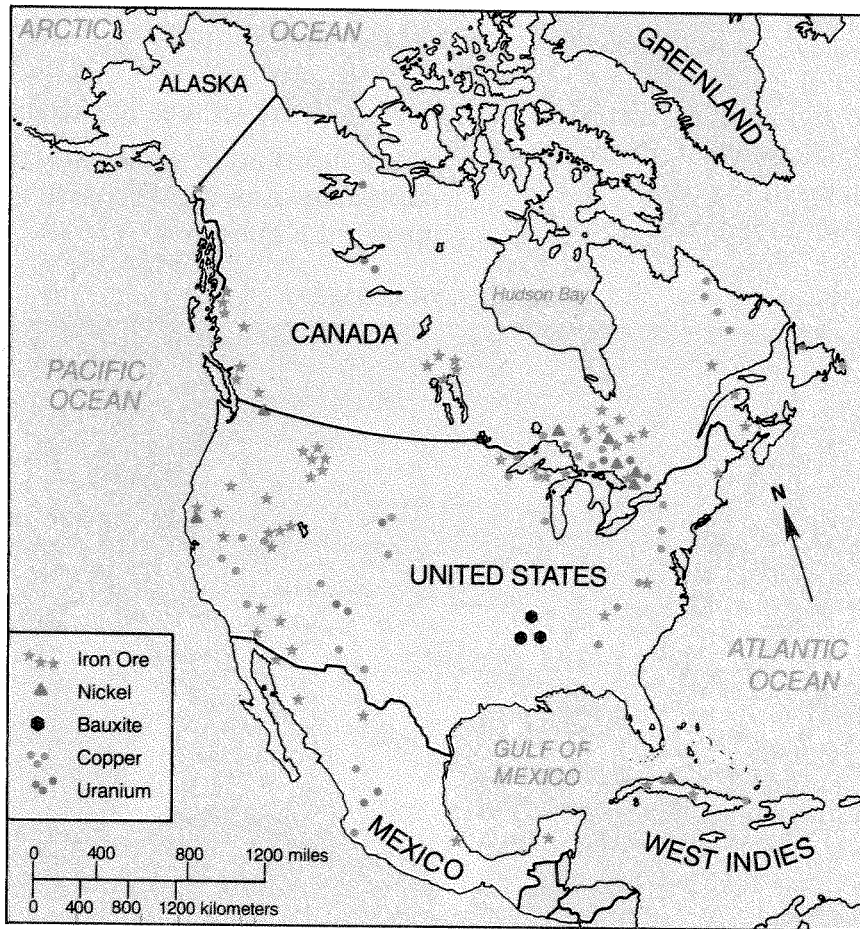 ARCTIC
OCEAN
ALASKA
GREENLAND
Hudson Bay
CANADA
PACIFIC
OCEAN
N
UNITED STATES
ATLANTIC
OCEAN
Iron Ore
Nickel
Bauxite
Copper
Uranium
GULF OF
MEXICO
MEXICO
WEST INDIES
0 400 800 1200 miles
0 400 800 1200 kilometers